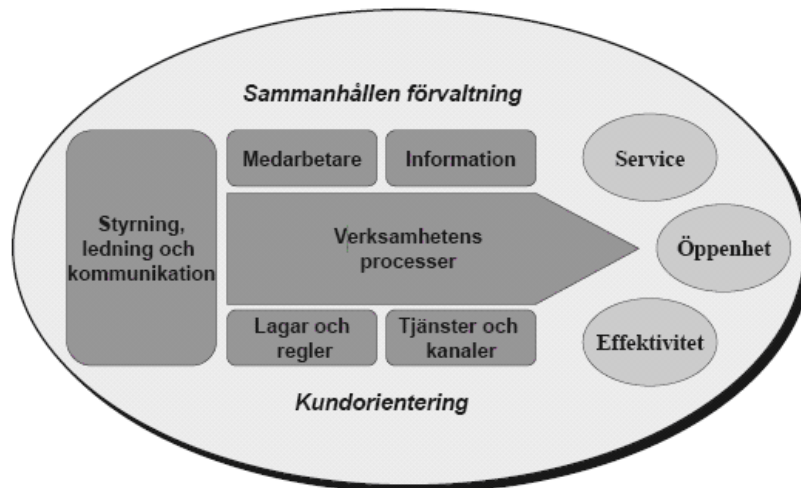 Sammanhållen förvaltning
Medarbetare
Information
Service
Styrning,
ledning och
kommunikation
Verksamhetens
processer
Öppenhet
Lagar och
regler
Tjänster och
kanaler
Effektivitet
Kundorientering